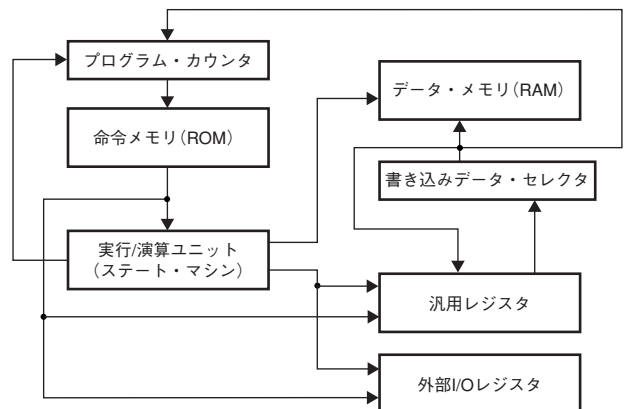 プログラム・カウンタ
命令メモリ(ROM)
実行/演算ユニット
(ステート・マシン)
データ・メモリ(RAM)
書き込みデータ・セレクタ
汎用レジスタ
外部I/Oレジスタ